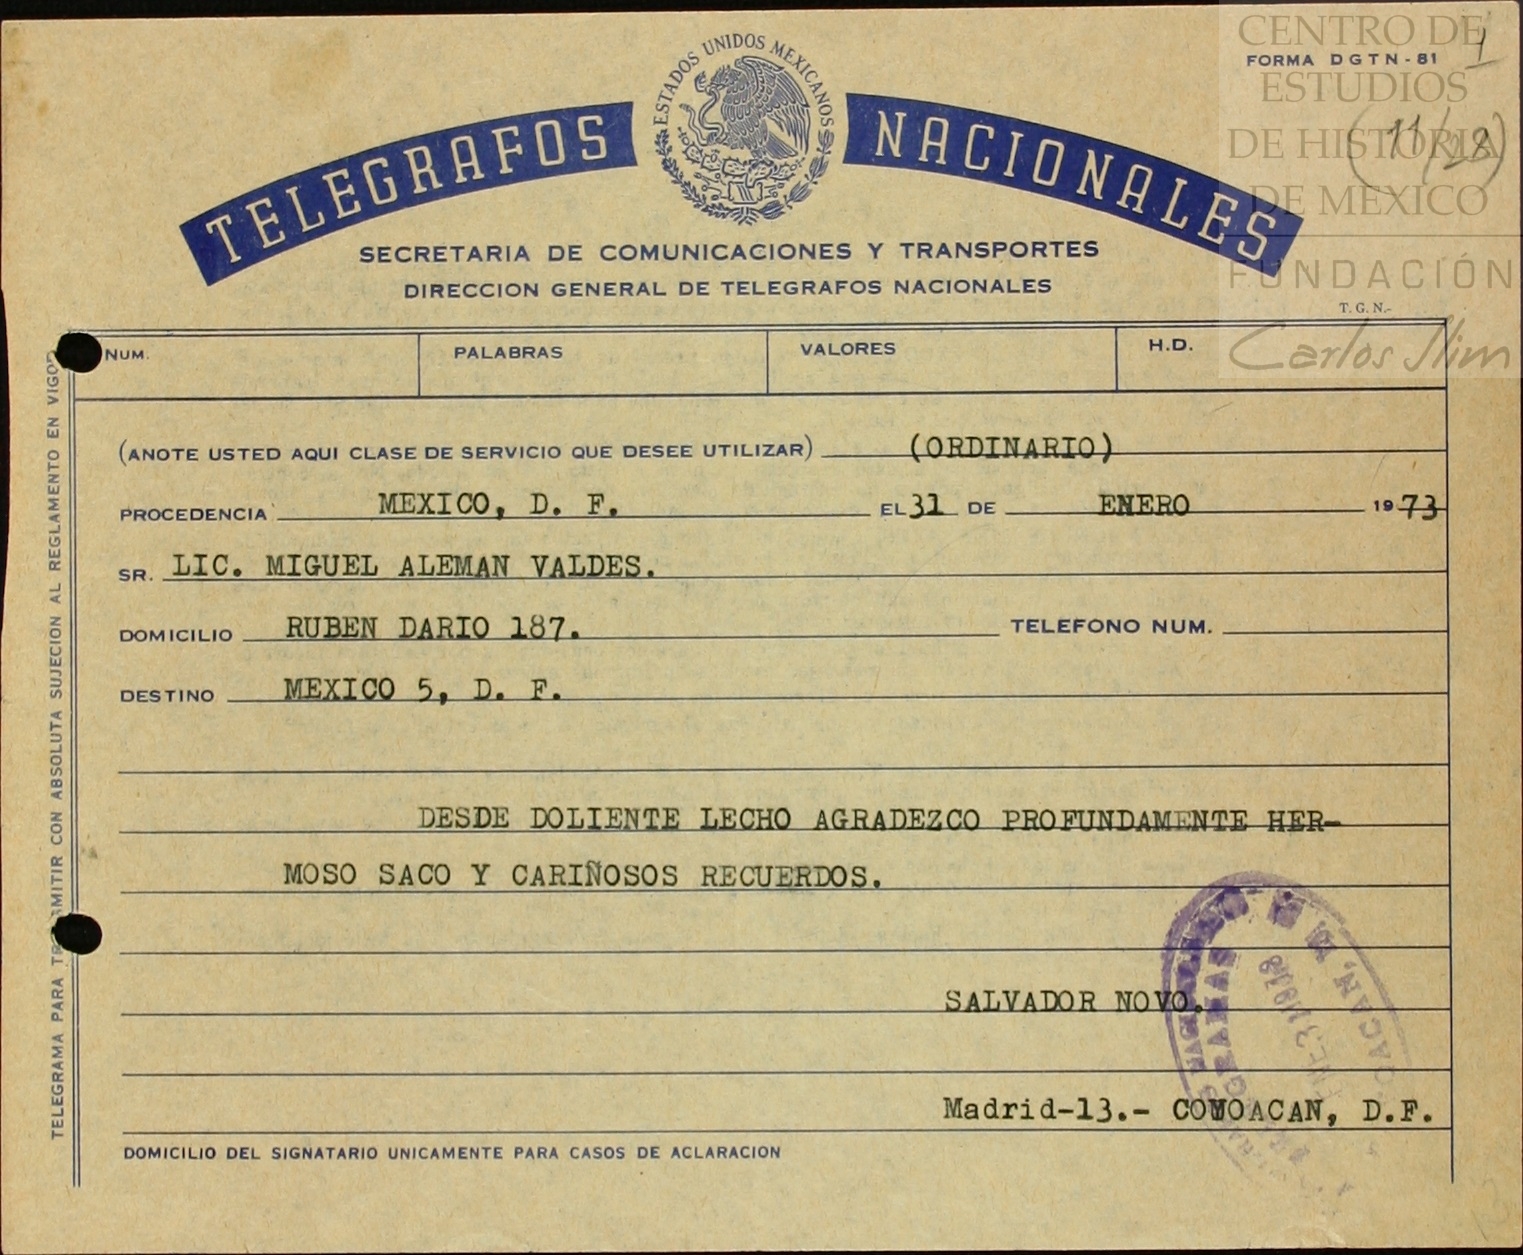 CENTRO DE
ESTUDIOS
DE HISTORIA
DE MEXICO
FUNDACIÓN
Carlos Slim
FORMA DGTN-81
1
(11/28)
ESTADOS UNIDOS MEXICANOS
TELEGRAFOS NACIONALES
SECRETARIA DE COMUNICACIONES Y TRANSPORTES
DIRECCION GENERAL DE TELEGRAFOS NACIONALES
T. G. N.-
NUM. PALABRAS VALORES H.D.
(ANOTE USTED AQUI CLASE DE SERVICIO QUE DESEE UTILIZAR) (ORDINARIO)
PROCEDENCIA MEXICO, D. F. EL 31 DE ENERO 1973
SR. LIC. MIGUEL ALEMAN VALDES.
DOMICILIO RUBEN DARIO 187. TELEFONO NUM.
DESTINO MEXICO 5, D. F.
DESDE DOLIENTE LECHO AGRADEZCO PROFUNDAMENTE HER-
MOSO SACO Y CARIÑOSOS RECUERDOS.
SALVADOR NOVO.
Madrid-13.- COYOACAN, D.F.
DOMICILIO DEL SIGNATARIO UNICAMENTE PARA CASOS DE ACLARACION
TELEGRAMA PARA TRASMITIR CON ABSOLUTA SUJECION AL REGLAMENTO EN VIGOR